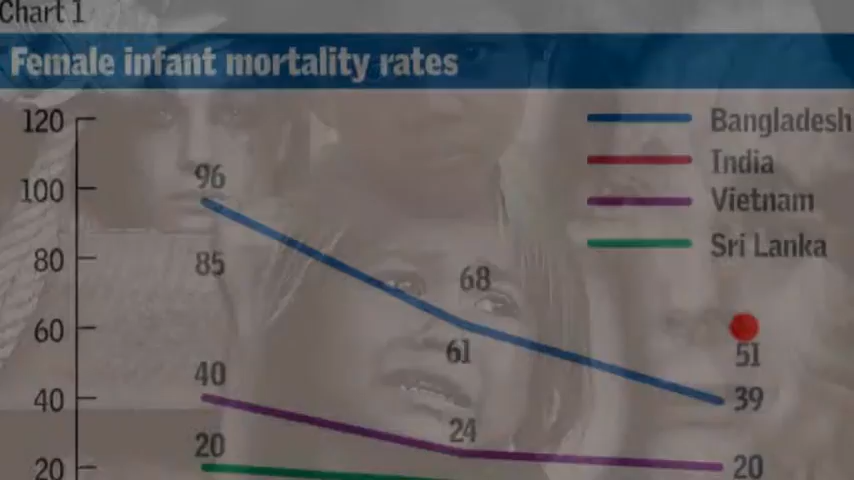 Chart 1
Female infant mortality rates
120
100
80
60
40
20
Bangladesh
India
Vietnam
Sri Lanka
96
85
68
61
51
39
40
24
20
20